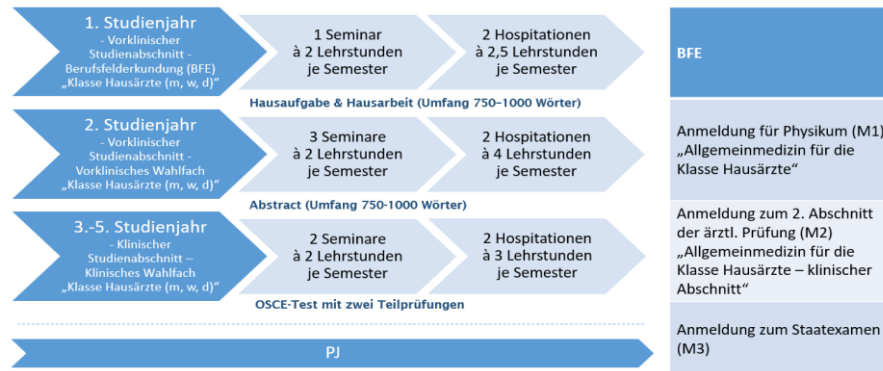 1. Studienjahr
- Vorklinischer
Studienabschnitt -
Berufsfelderkundung (BFE)
„Klasse Hausärzte (m, w, d)“
1 Seminar
à 2 Lehrstunden
je Semester
2 Hospitationen
à 2,5 Lehrstunden
je Semester
BFE
Hausaufgabe & Hausarbeit (Umfang 750–1000 Wörter)
2. Studienjahr
- Vorklinischer
Studienabschnitt -
Vorklinisches Wahlfach
„Klasse Hausärzte (m, w, d)“
3 Seminare
à 2 Lehrstunden
je Semester
2 Hospitationen
à 4 Lehrstunden
je Semester
Anmeldung für Physikum (M1)
„Allgemeinmedizin für die
Klasse Hausärzte“
Abstract (Umfang 750-1000 Wörter)
3.-5. Studienjahr
- Klinischer
Studienabschnitt –
Klinisches Wahlfach
„Klasse Hausärzte (m, w, d)“
2 Seminare
à 2 Lehrstunden
je Semester
2 Hospitationen
à 3 Lehrstunden
je Semester
Anmeldung zum 2. Abschnitt
der ärztl. Prüfung (M2)
„Allgemeinmedizin für die
Klasse Hausärzte – klinischer
Abschnitt“
OSCE-Test mit zwei Teilprüfungen
PJ
Anmeldung zum Staatexamen
(M3)